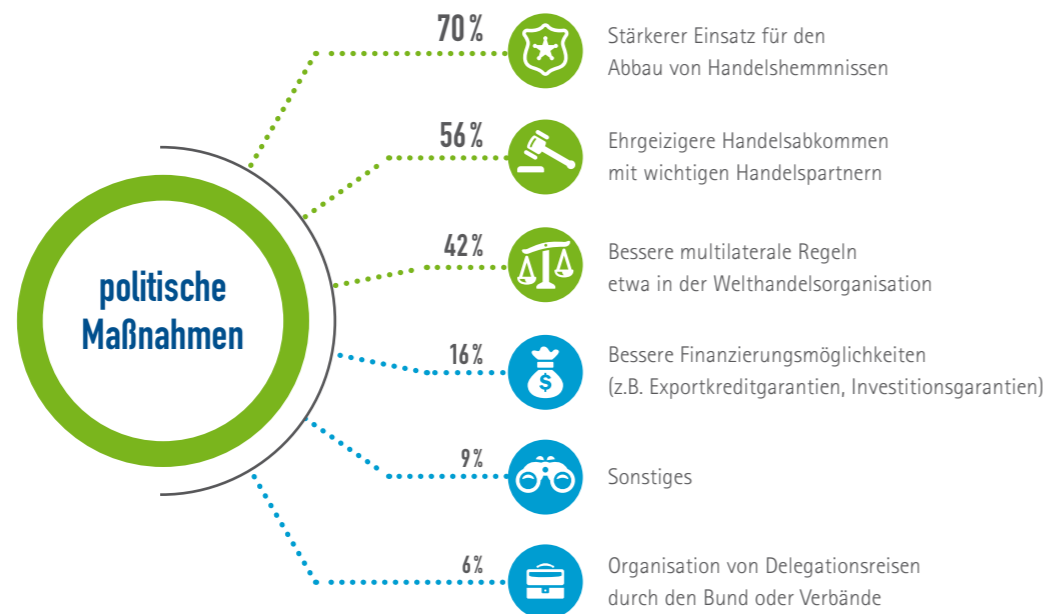 70%
Stärkerer Einsatz für den
Abbau von Handelshemmnissen
56%
Ehrgeizigere Handelsabkommen
mit wichtigen Handelspartnern
42%
Bessere multilaterale Regeln
etwa in der Welthandelsorganisation
politische
Maßnahmen
16%
Bessere Finanzierungsmöglichkeiten
(z.B. Exportkreditgarantien, Investitionsgarantien)
$
9%
Sonstiges
6%
Organisation von Delegationsreisen
durch den Bund oder Verbände